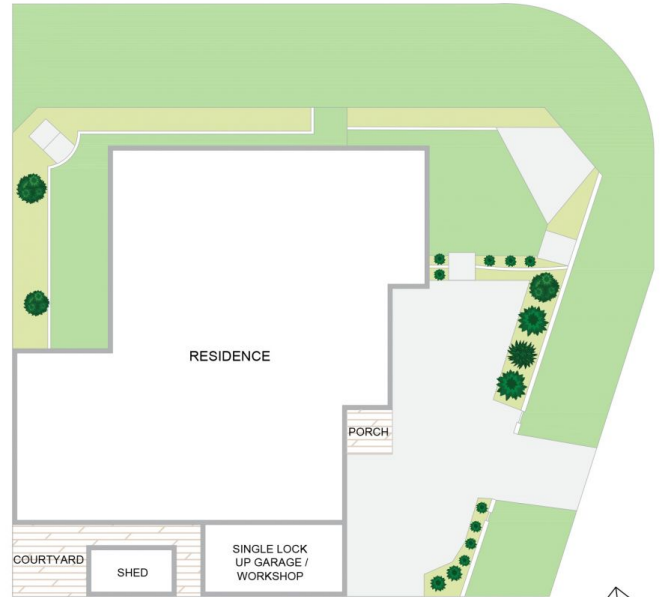 RESIDENCE
PORCH
COURTYARD
SHED
SINGLE LOCK
UP GARAGE /
WORKSHOP